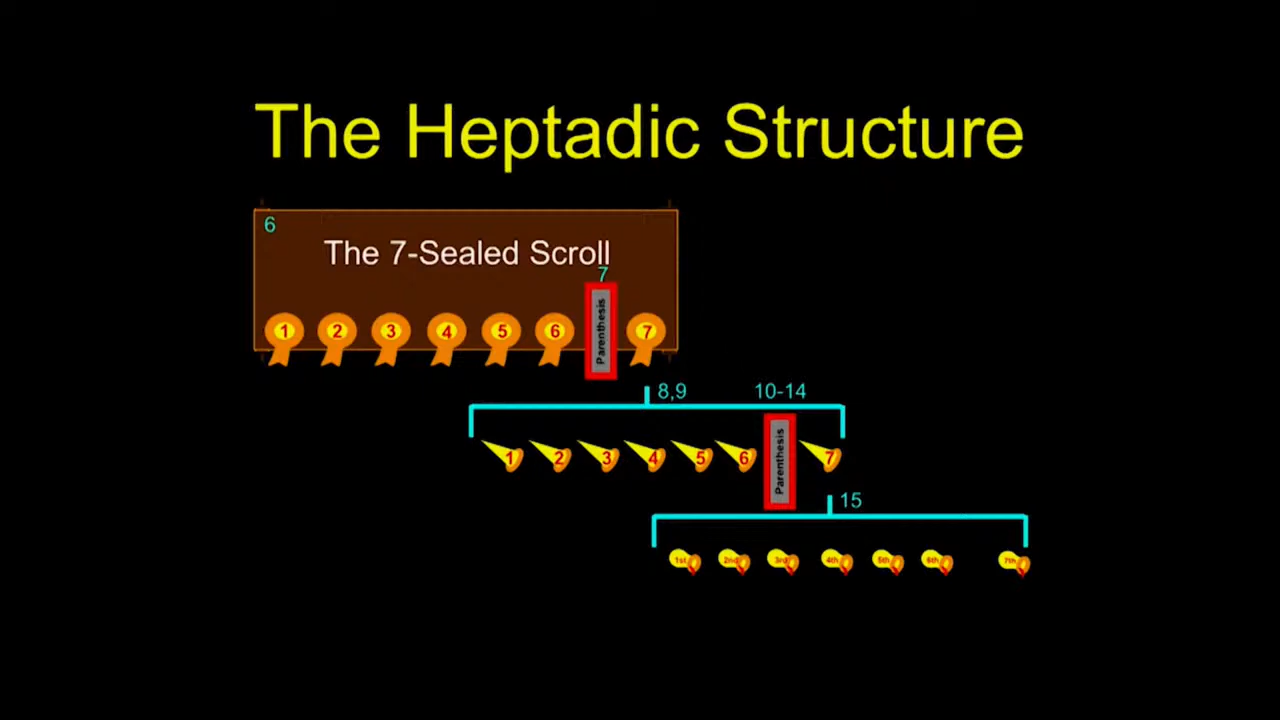 The Heptadic Structure
6
The 7-Sealed Scroll
7
1 2 3 4 5 6 Parenthesis 7
8,9 10-14
1 2 3 4 5 6 Parenthesis 7
15
1st 2nd 3rd 4th 5th 6th 7th